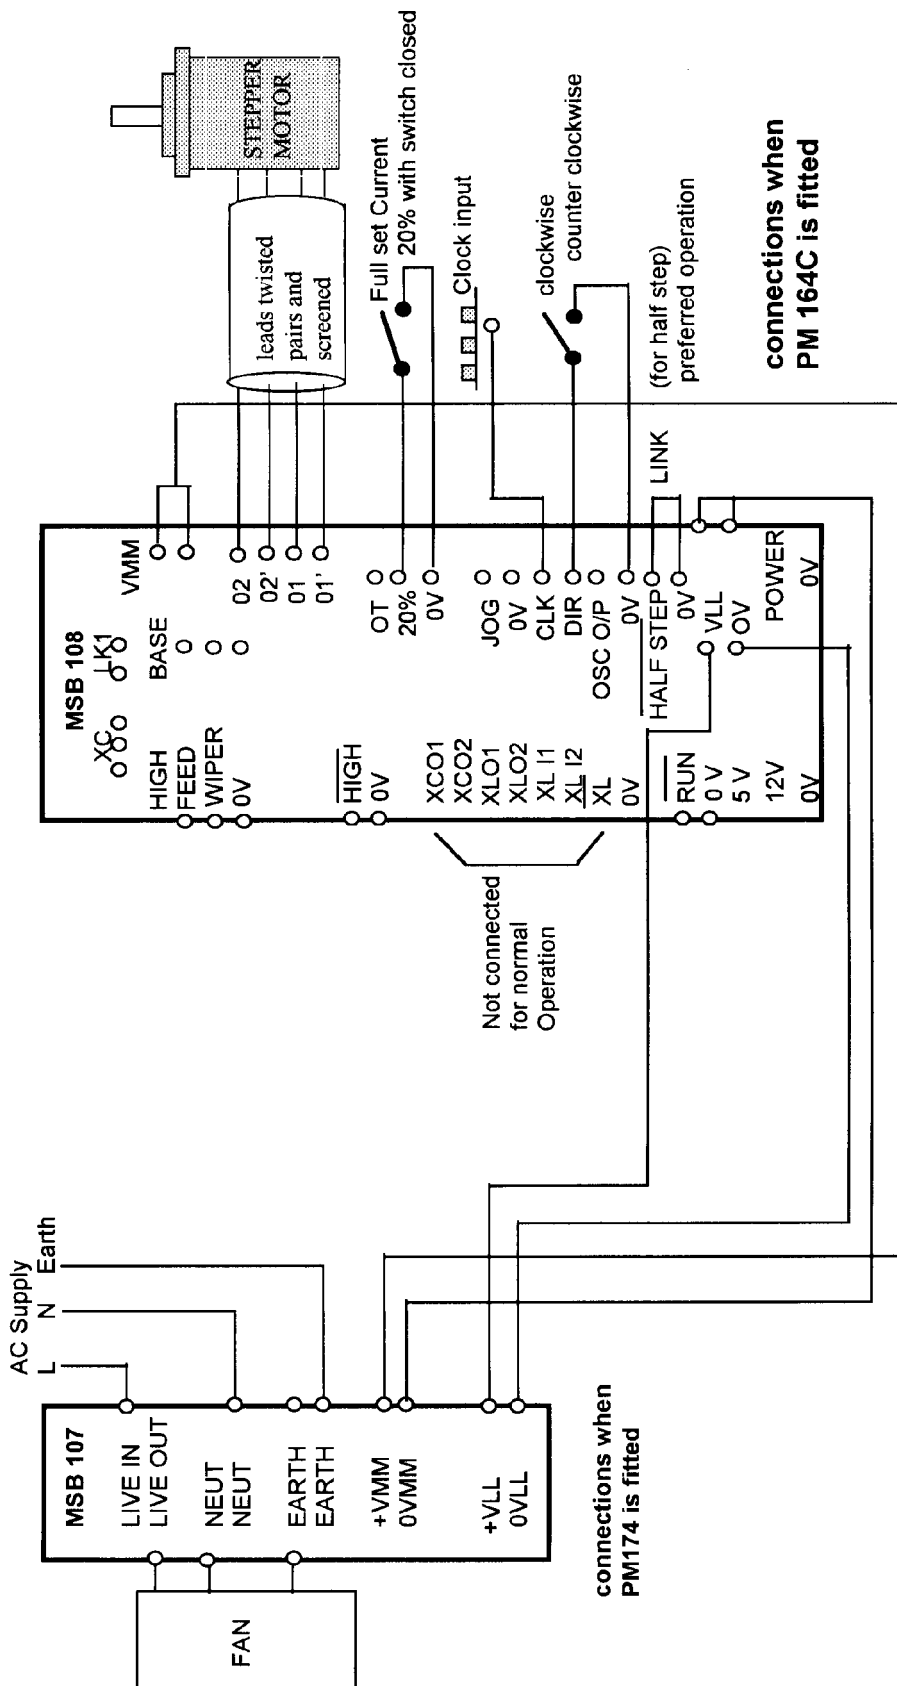 AC Supply
L
N
Earth
MSB 107
LIVE IN
LIVE OUT
NEUT
NEUT
EARTH
EARTH
+VMM
0VMM
+VLL
0VLL
FAN
connections when
PM174 is fitted
MSB 108
XC
LK1
HIGH
FEED
WIPER
0V
BASE
VMM
02
02'
01
01'
HIGH
0V
OT
20%
0V
XCO1
XCO2
XLO1
XLO2
XL I1
XL I2
XL
0V
JOG
0V
CLK
DIR
OSC O/P
0V
HALF STEP
0V
VLL
OV
RUN
0 V
5 V
12V
0V
POWER
0V
Not connected
for normal
Operation
leads twisted
pairs and
screened
STEPPER
MOTOR
Full set Current
20% with switch closed
Clock input
clockwise
counter clockwise
LINK
(for half step)
preferred operation
connections when
PM 164C is fitted